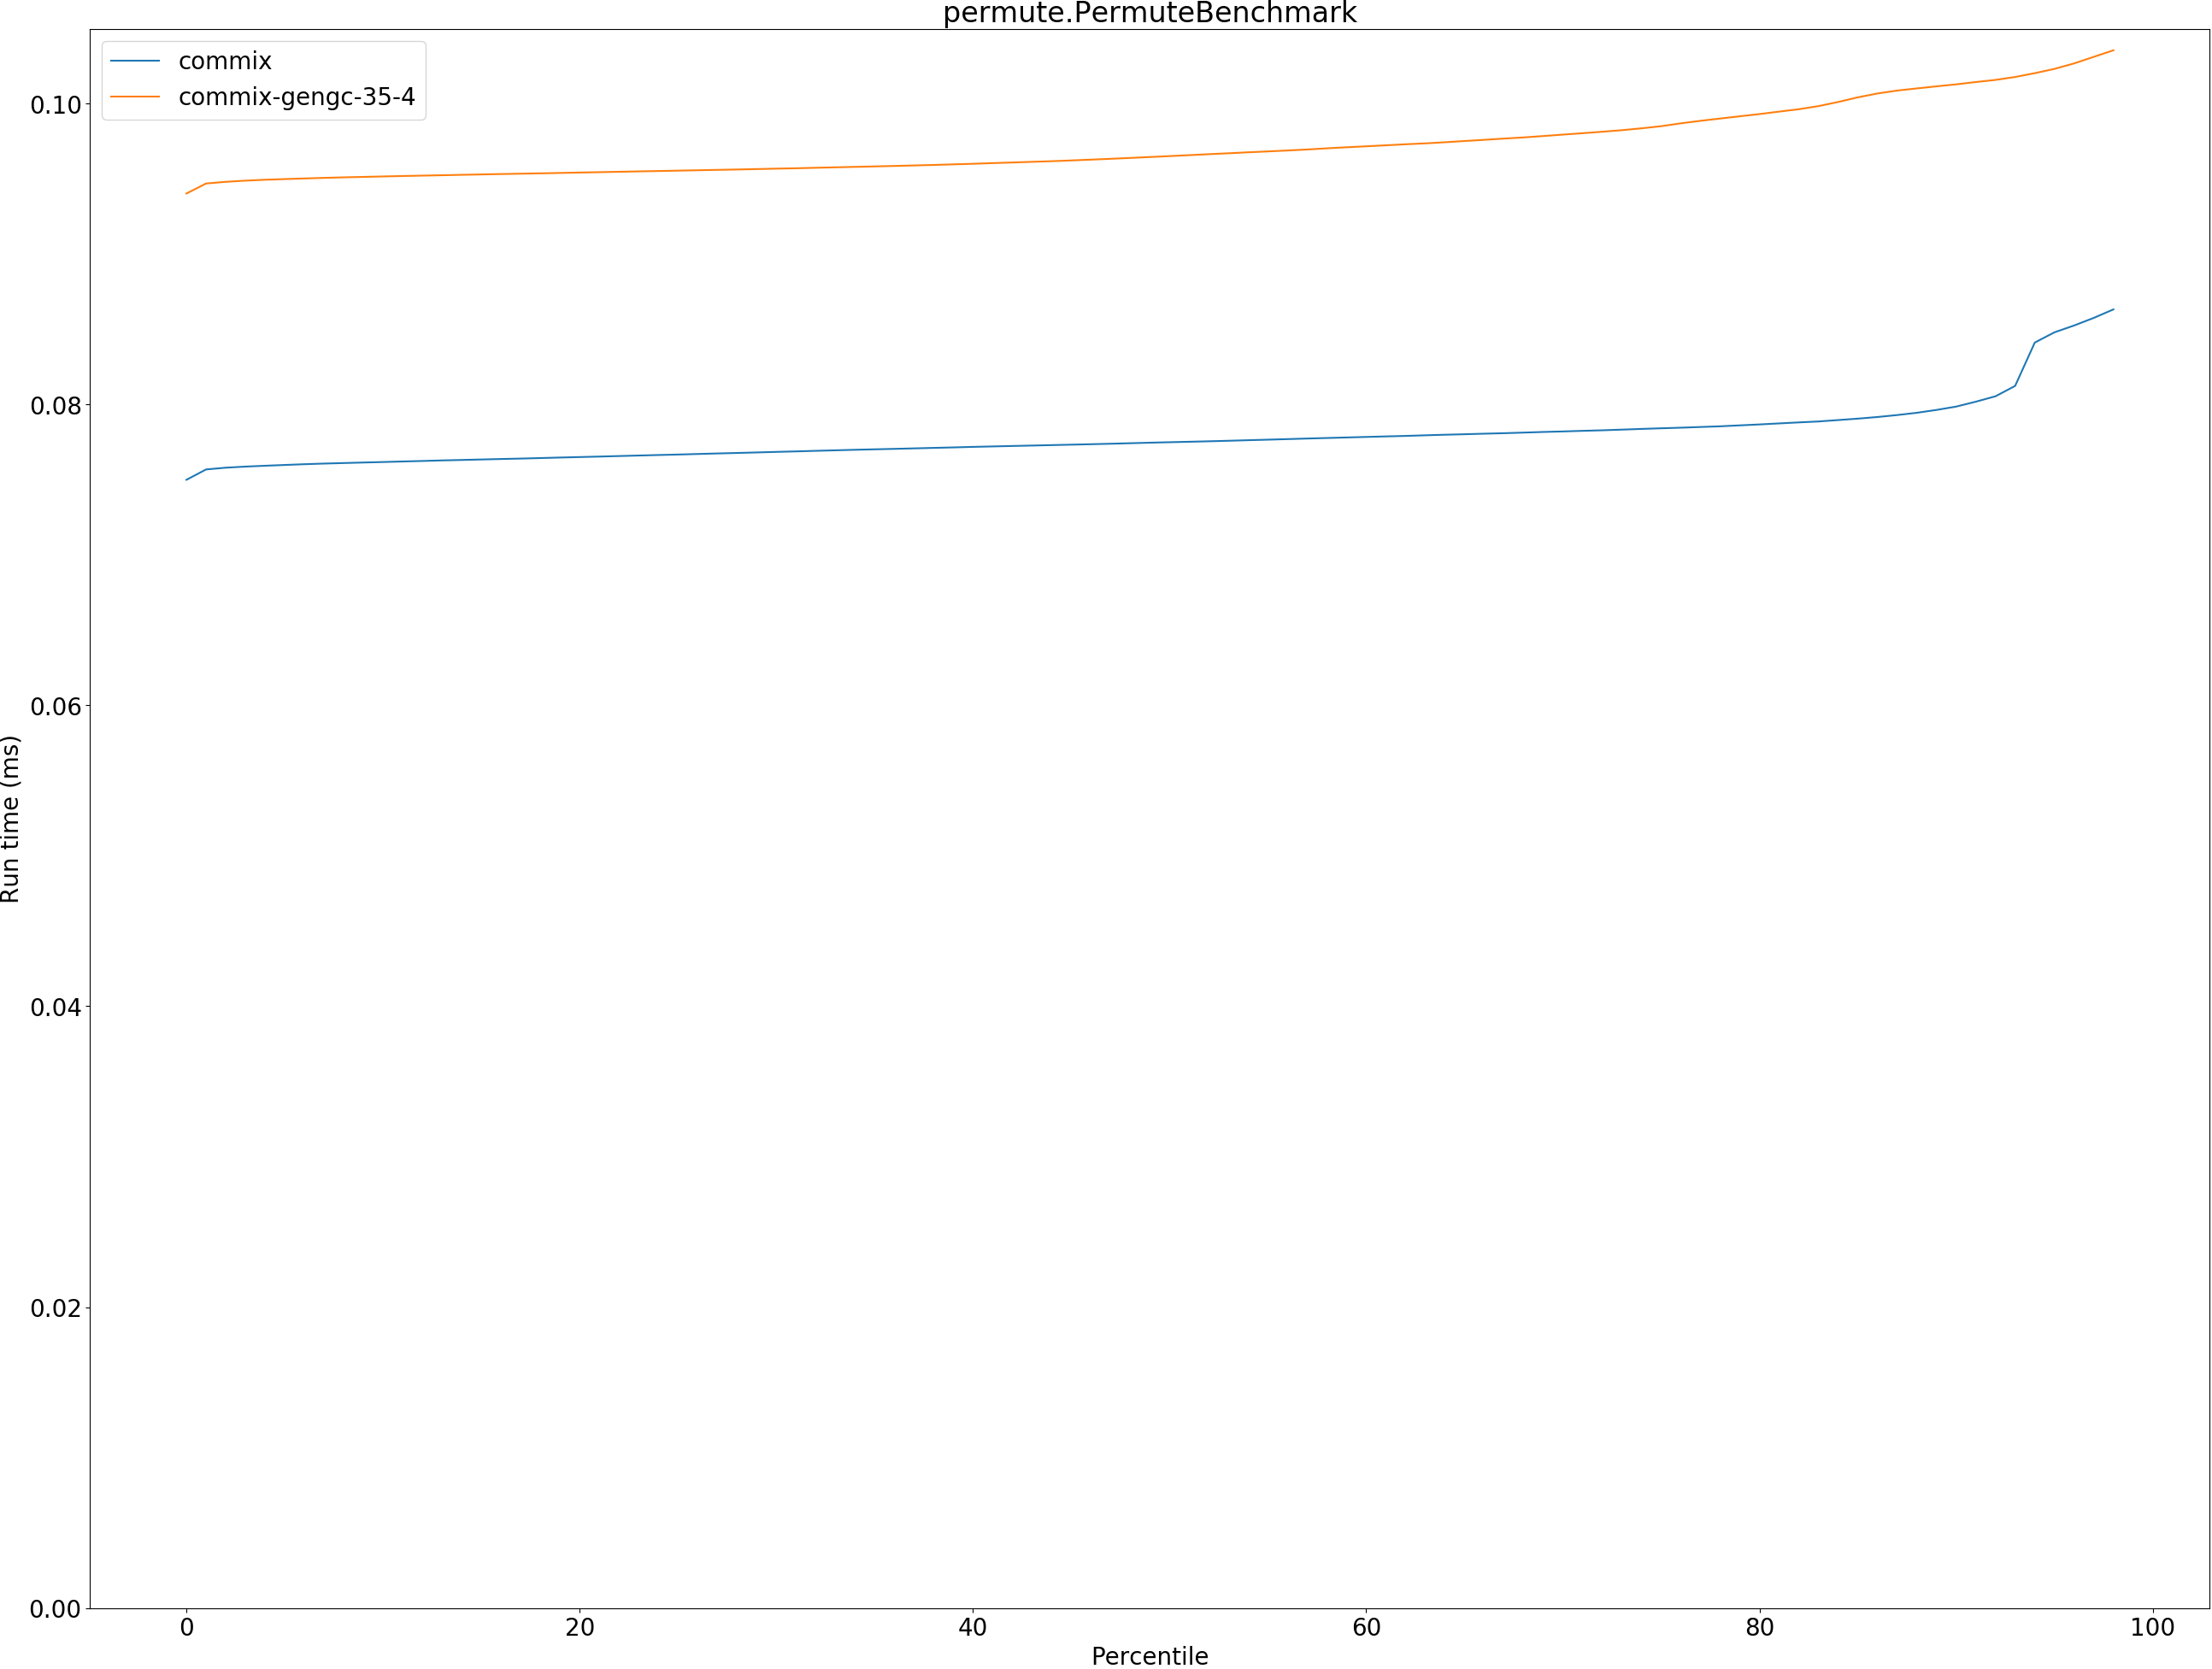 permute.PermuteBenchmark
commix
commix-gengc-35-4
0.10
0.08
0.06
0.04
0.02
0.00
Run time (ms)
0 20 40 60 80 100
Percentile